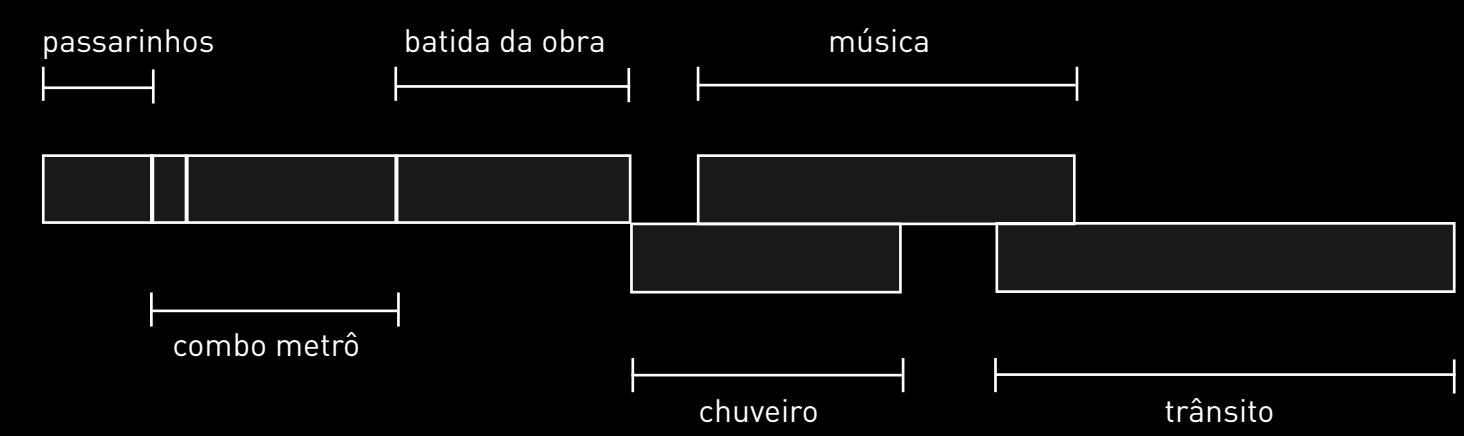 passarinhos
batida da obra
música
combo metrô
chuveiro
trânsito